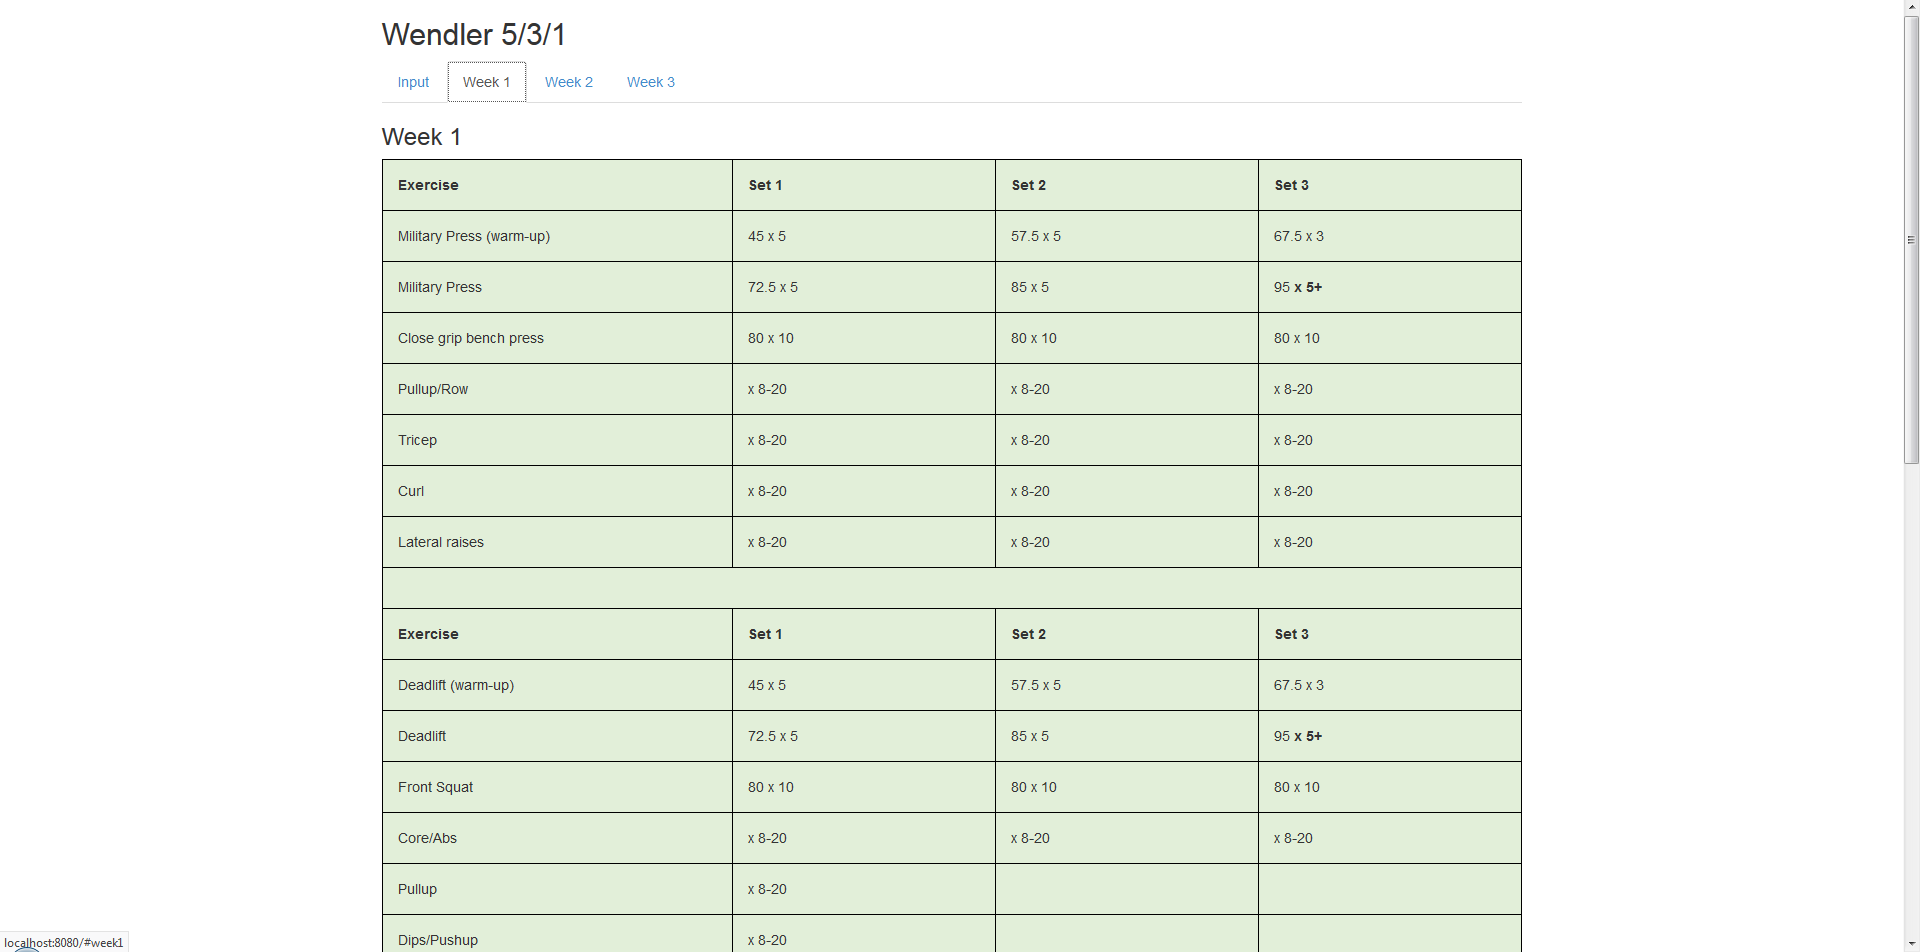 Wendler 5/3/1
Input Week 1 Week 2 Week 3
Week 1
Exercise Set 1 Set 2 Set 3
Military Press (warm-up) 45 x 5 57.5 x 5 67.5 x 3
Military Press 72.5 x 5 85 x 5 95 x 5+
Close grip bench press 80 x 10 80 x 10 80 x 10
Pullup/Row x 8-20 x 8-20 x 8-20
Tricep x 8-20 x 8-20 x 8-20
Curl x 8-20 x 8-20 x 8-20
Lateral raises x 8-20 x 8-20 x 8-20
Exercise Set 1 Set 2 Set 3
Deadlift (warm-up) 45 x 5 57.5 x 5 67.5 x 3
Deadlift 72.5 x 5 85 x 5 95 x 5+
Front Squat 80 x 10 80 x 10 80 x 10
Core/Abs x 8-20 x 8-20 x 8-20
Pullup x 8-20
Dips/Pushup x 8-20
localhost:8080/#week1